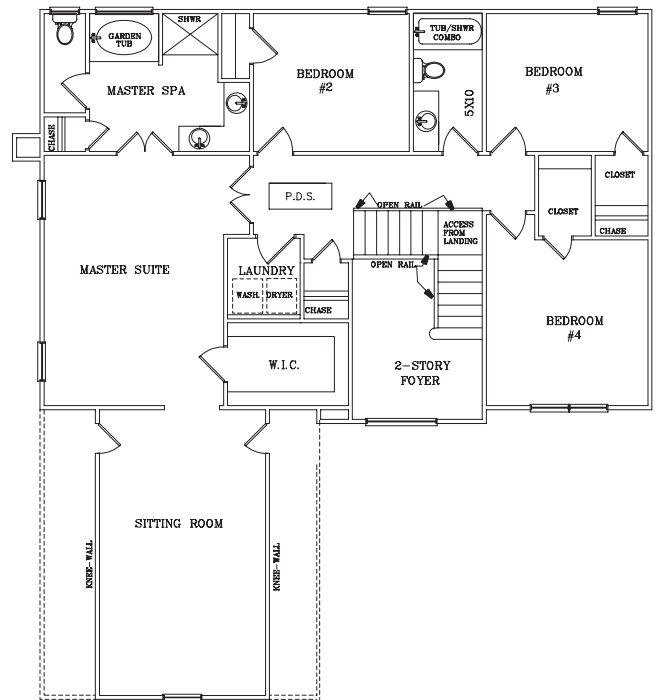 SHWR
GARDEN
TUB
TUB/SHWR
COMBO
BEDROOM
#2
BEDROOM
#3
MASTER SPA
5X10
CHASE
CLOSET
P.D.S.
OPEN RAIL
CLOSET
ACCESS
FROM
LANDING
CHASE
MASTER SUITE
LAUNDRY
OPEN RAIL
WASH.
DRYER
CHASE
BEDROOM
#4
W.I.C.
2-STORY
FOYER
SITTING ROOM
KNEE-WALL
KNEE-WALL